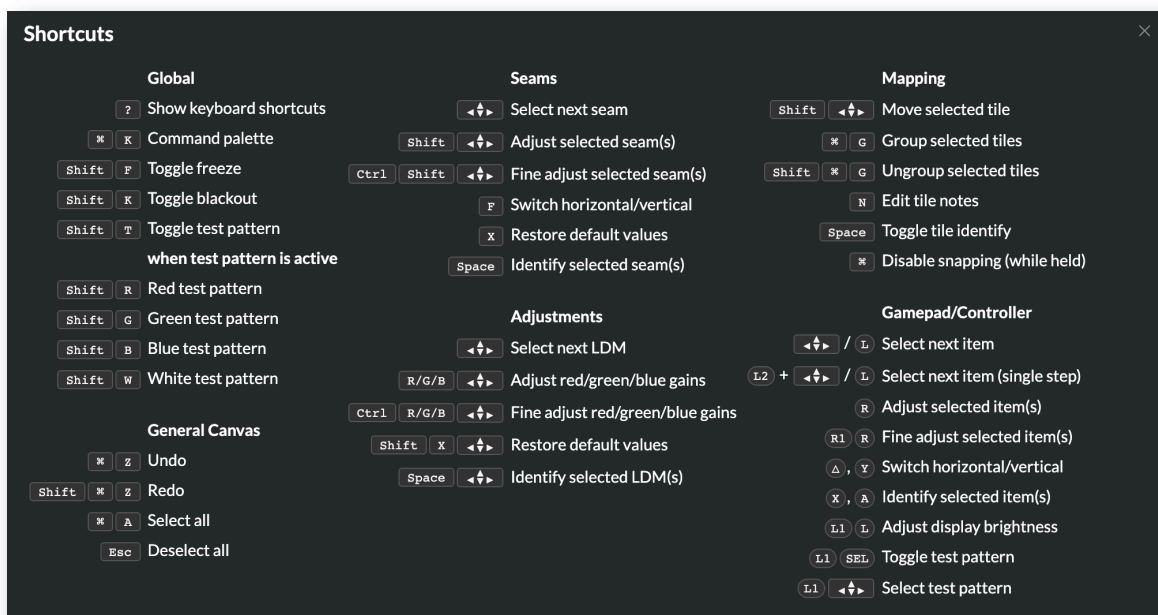 Shortcuts
Global
? Show keyboard shortcuts
⌘ K Command palette
Shift F Toggle freeze
Shift K Toggle blackout
Shift T Toggle test pattern
when test pattern is active
Shift R Red test pattern
Shift G Green test pattern
Shift B Blue test pattern
Shift W White test pattern
General Canvas
⌘ Z Undo
Shift ⌘ Z Redo
⌘ A Select all
Esc Deselect all
Seams
Select next seam
Shift Adjust selected seam(s)
Ctrl Shift Fine adjust selected seam(s)
F Switch horizontal/vertical
X Restore default values
Space Identify selected seam(s)
Adjustments
Select next LDM
R/G/B Adjust red/green/blue gains
Ctrl R/G/B Fine adjust red/green/blue gains
Shift X Restore default values
Space Identify selected LDM(s)
Mapping
Shift Move selected tile
⌘ G Group selected tiles
Shift ⌘ G Ungroup selected tiles
N Edit tile notes
Space Toggle tile identify
⌘ Disable snapping (while held)
Gamepad/Controller
/ L Select next item
L2 + / L Select next item (single step)
R Adjust selected item(s)
R1 R Fine adjust selected item(s)
△, Y Switch horizontal/vertical
X, A Identify selected item(s)
L1 L Adjust display brightness
L1 SEL Toggle test pattern
L1 Select test pattern